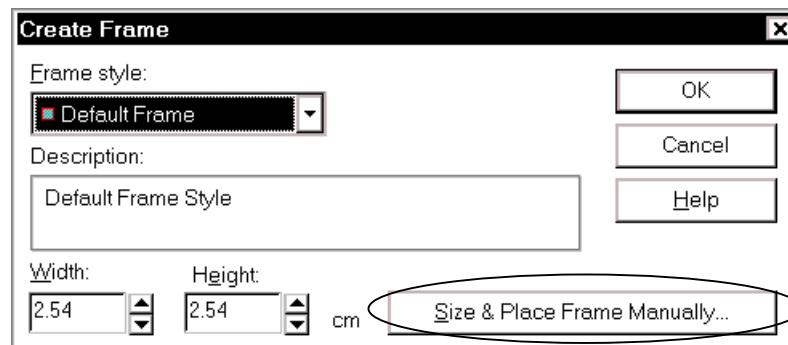 Create Frame
Frame style:
Default Frame
OK
Cancel
Description:
Default Frame Style
Help
Width:
Height:
2.54
2.54
cm
Size & Place Frame Manually...